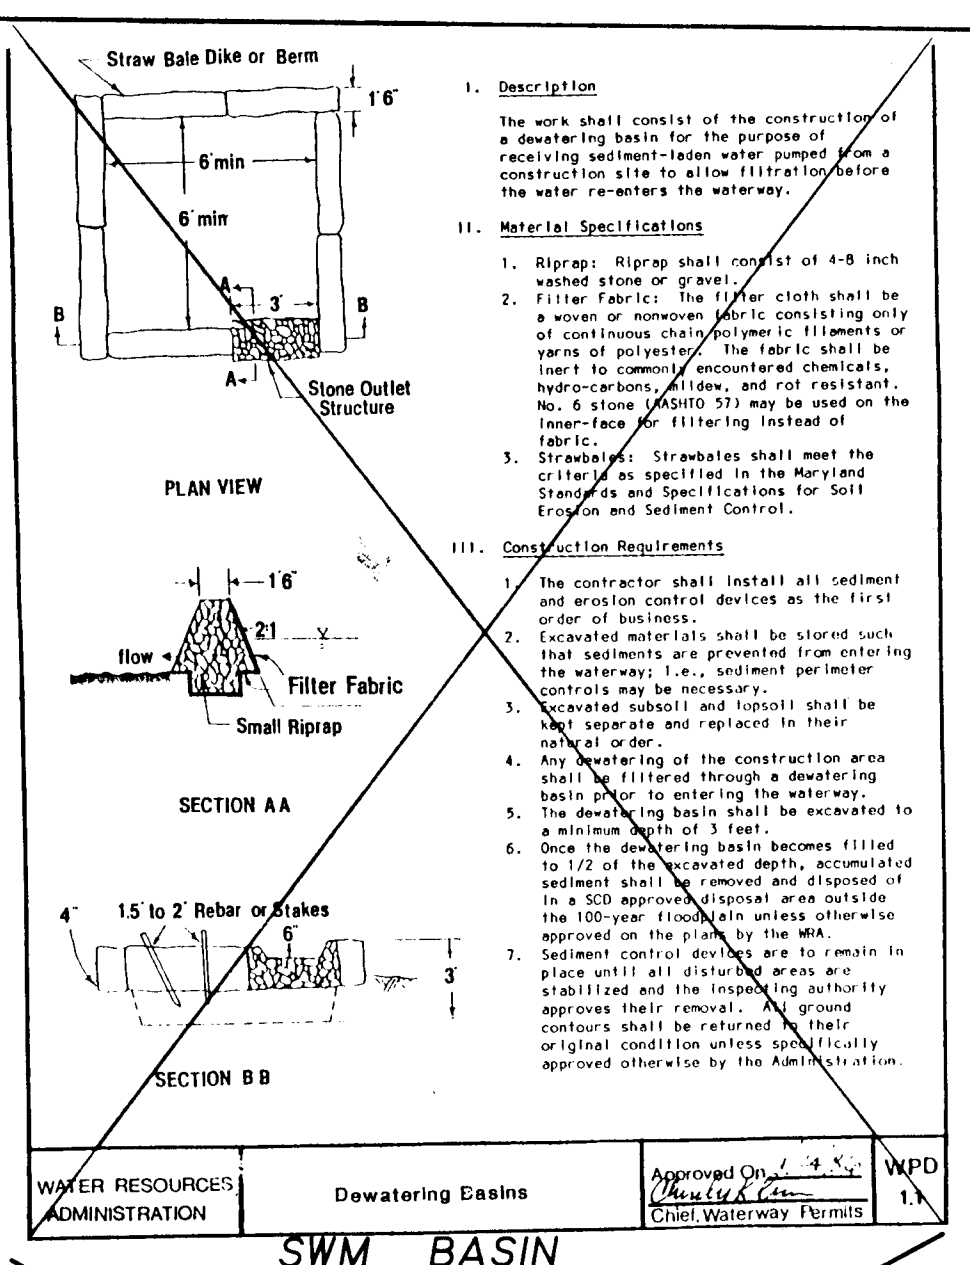 Straw Bale Dike or Berm
1'6"
6'min
6'min
A
3'
B
B
A
Stone Outlet
Structure
PLAN VIEW
1'6"
2:1
flow
Filter Fabric
Small Riprap
SECTION AA
4"
1.5' to 2' Rebar or Stakes
6"
3'
SECTION BB
I. Description
The work shall consist of the construction of
a dewatering basin for the purpose of
receiving sediment-laden water pumped from a
construction site to allow filtration before
the water re-enters the waterway.
II. Material Specifications
1. Riprap: Riprap shall consist of 4-8 inch
washed stone or gravel.
2. Filter Fabric: The filter cloth shall be
a woven or nonwoven fabric consisting only
of continuous chain polymeric filaments or
yarns of polyester. The fabric shall be
inert to commonly encountered chemicals,
hydro-carbons, mildew, and rot resistant.
No. 6 stone (AASHTO 57) may be used on the
inner-face for filtering instead of
fabric.
3. Strawbales: Strawbales shall meet the
criteria as specified in the Maryland
Standards and Specifications for Soil
Erosion and Sediment Control.
III. Construction Requirements
1. The contractor shall install all sediment
and erosion control devices as the first
order of business.
2. Excavated materials shall be stored such
that sediments are prevented from entering
the waterway; i.e., sediment perimeter
controls may be necessary.
3. Excavated subsoil and topsoil shall be
kept separate and replaced in their
natural order.
4. Any dewatering of the construction area
shall be filtered through a dewatering
basin prior to entering the waterway.
5. The dewatering basin shall be excavated to
a minimum depth of 3 feet.
6. Once the dewatering basin becomes filled
to 1/2 of the excavated depth, accumulated
sediment shall be removed and disposed of
in a SCD approved disposal area outside
the 100-year floodplain unless otherwise
approved on the plans by the WRA.
7. Sediment control devices are to remain in
place until all disturbed areas are
stabilized and the inspecting authority
approves their removal. All ground
contours shall be returned to their
original condition unless specifically
approved otherwise by the Administration.
WATER RESOURCES
ADMINISTRATION
Dewatering Basins
Approved On
Chief, Waterway Permits
WPD
1.1
SWM BASIN